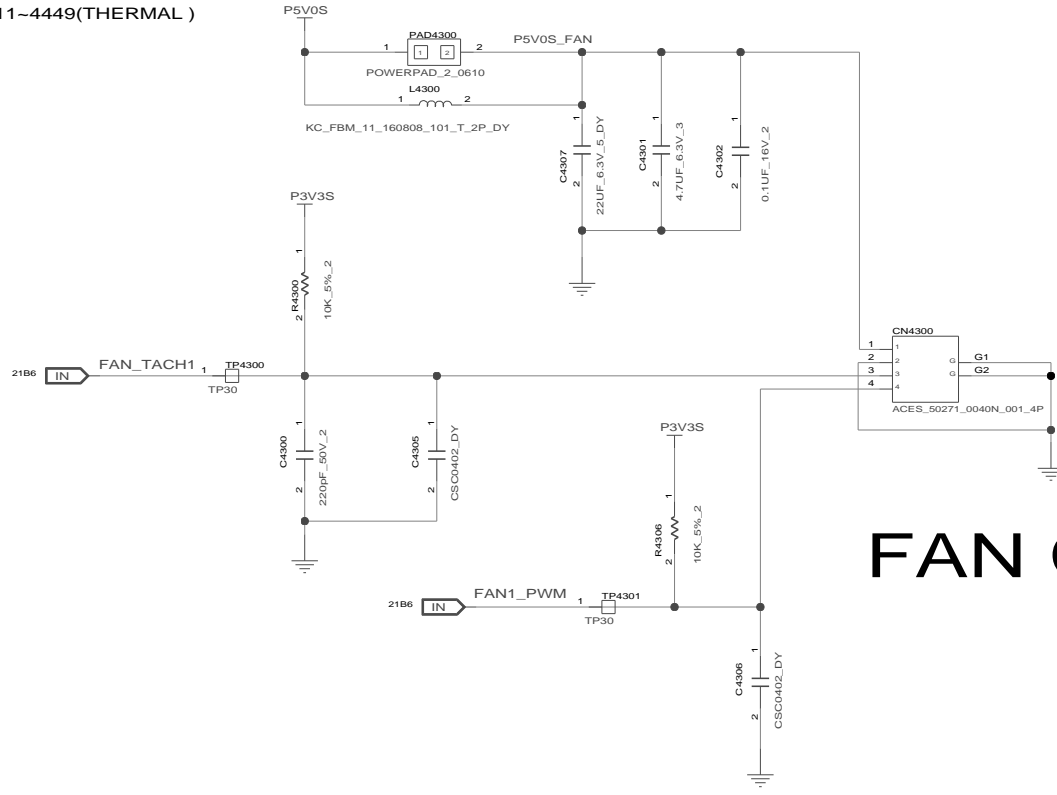 11~4449(THERMAL )
P5V0S
PAD4300
1 1 2 2
P5V0S_FAN
POWERPAD_2_0610
L4300
1 2
KC_FBM_11_160808_101_T_2P_DY
1
C4307
2
22UF_6.3V_5_DY
1
C4301
2
4.7UF_6.3V_3
1
C4302
2
0.1UF_16V_2
P3V3S
1
R4300
2
10K_5%_2
21B6 IN FAN_TACH1 1 TP4300
TP30
1
C4300
2
220pF_50V_2
1
C4305
2
CSC0402_DY
CN4300
1 1
2 2 G G1
3 3 G G2
4 4
ACES_50271_0040N_001_4P
P3V3S
1
R4306
2
10K_5%_2
FAN
21B6 IN FAN1_PWM 1 TP4301
TP30
1
C4306
2
CSC0402_DY